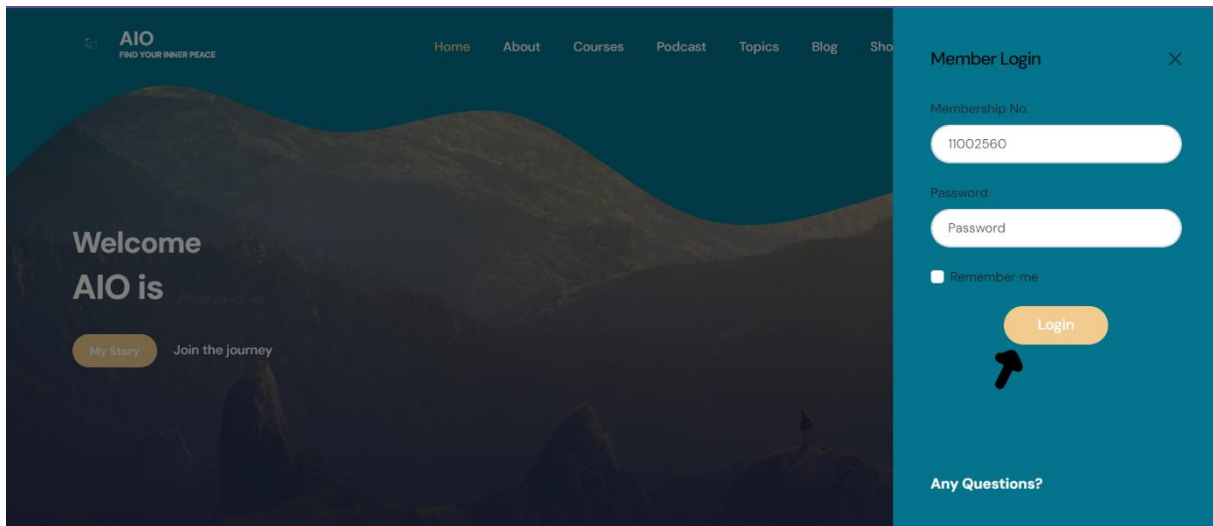 AIO
FIND YOUR INNER PEACE
Home About Courses Podcast Topics Blog Sho
Welcome
AIO is Peace
My Story Join the journey
Member Login
Membership No.
11002560
Password
Password
Remember me
Login
Any Questions?